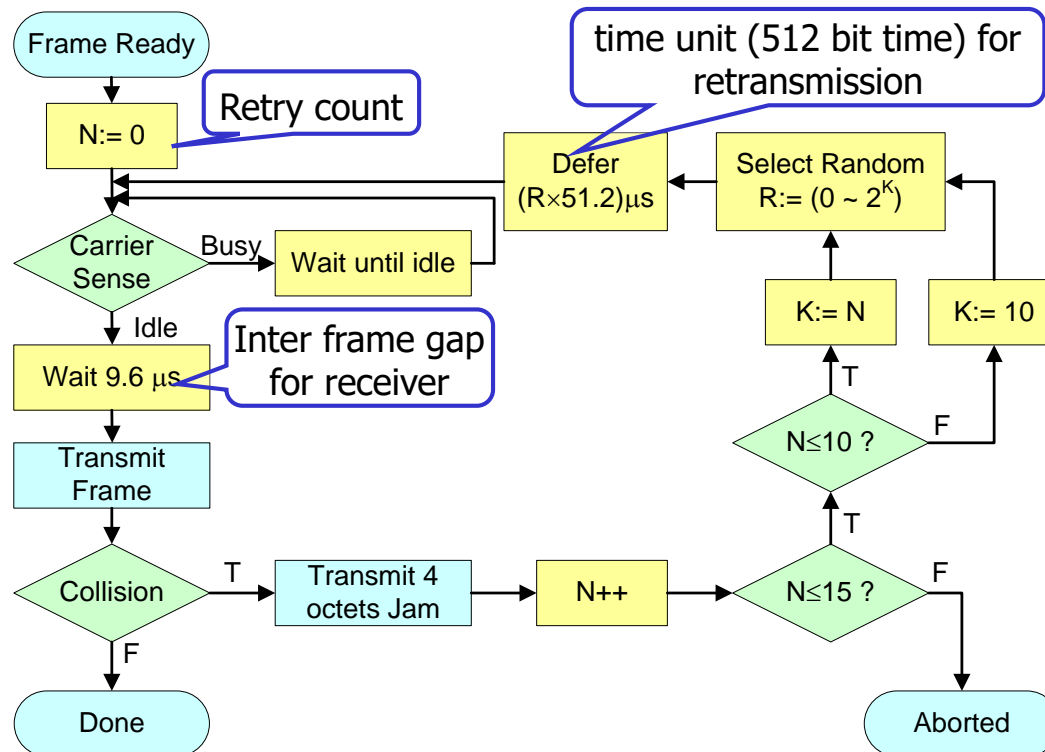 Frame Ready
time unit (512 bit time) for
retransmission
Retry count
N:= 0
Defer
(R×51.2)μs
Select Random
R:= (0 ~ 2^K)
Carrier
Sense
Busy
Wait until idle
K:= N
K:= 10
Idle
Inter frame gap
for receiver
Wait 9.6 μs
T
N≤10 ?
F
Transmit
Frame
T
Collision
T
Transmit 4
octets Jam
N++
N≤15 ?
F
F
Done
Aborted